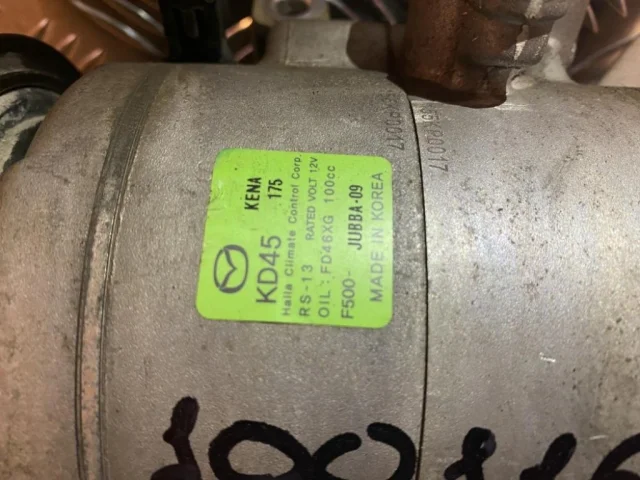 KENA
175
KD45
Halla Climate Control Corp.
RS-13 RATED VOLT 12V
OIL : FD46XG 100cc
F500- JUBBA-09
MADE IN KOREA